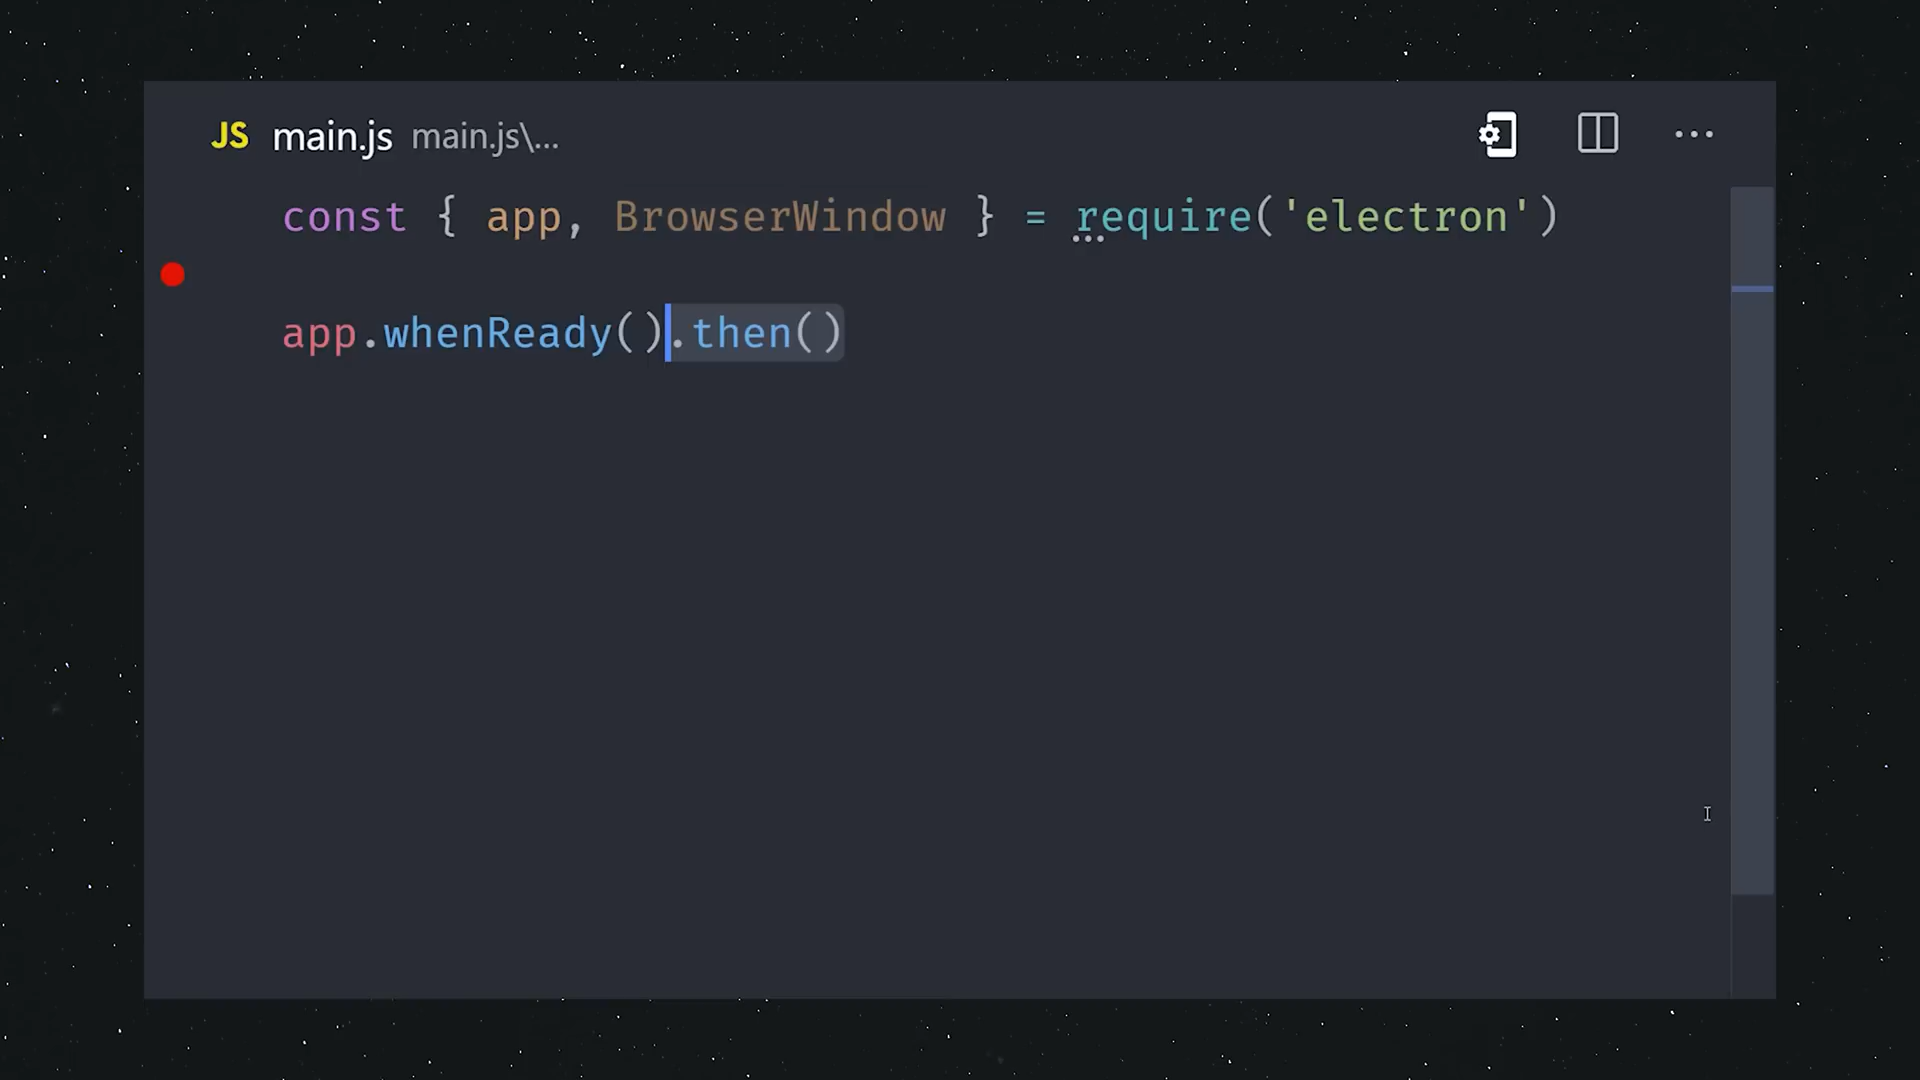 JS main.js main.js\...
const { app, BrowserWindow } = require('electron')
app.whenReady().then()